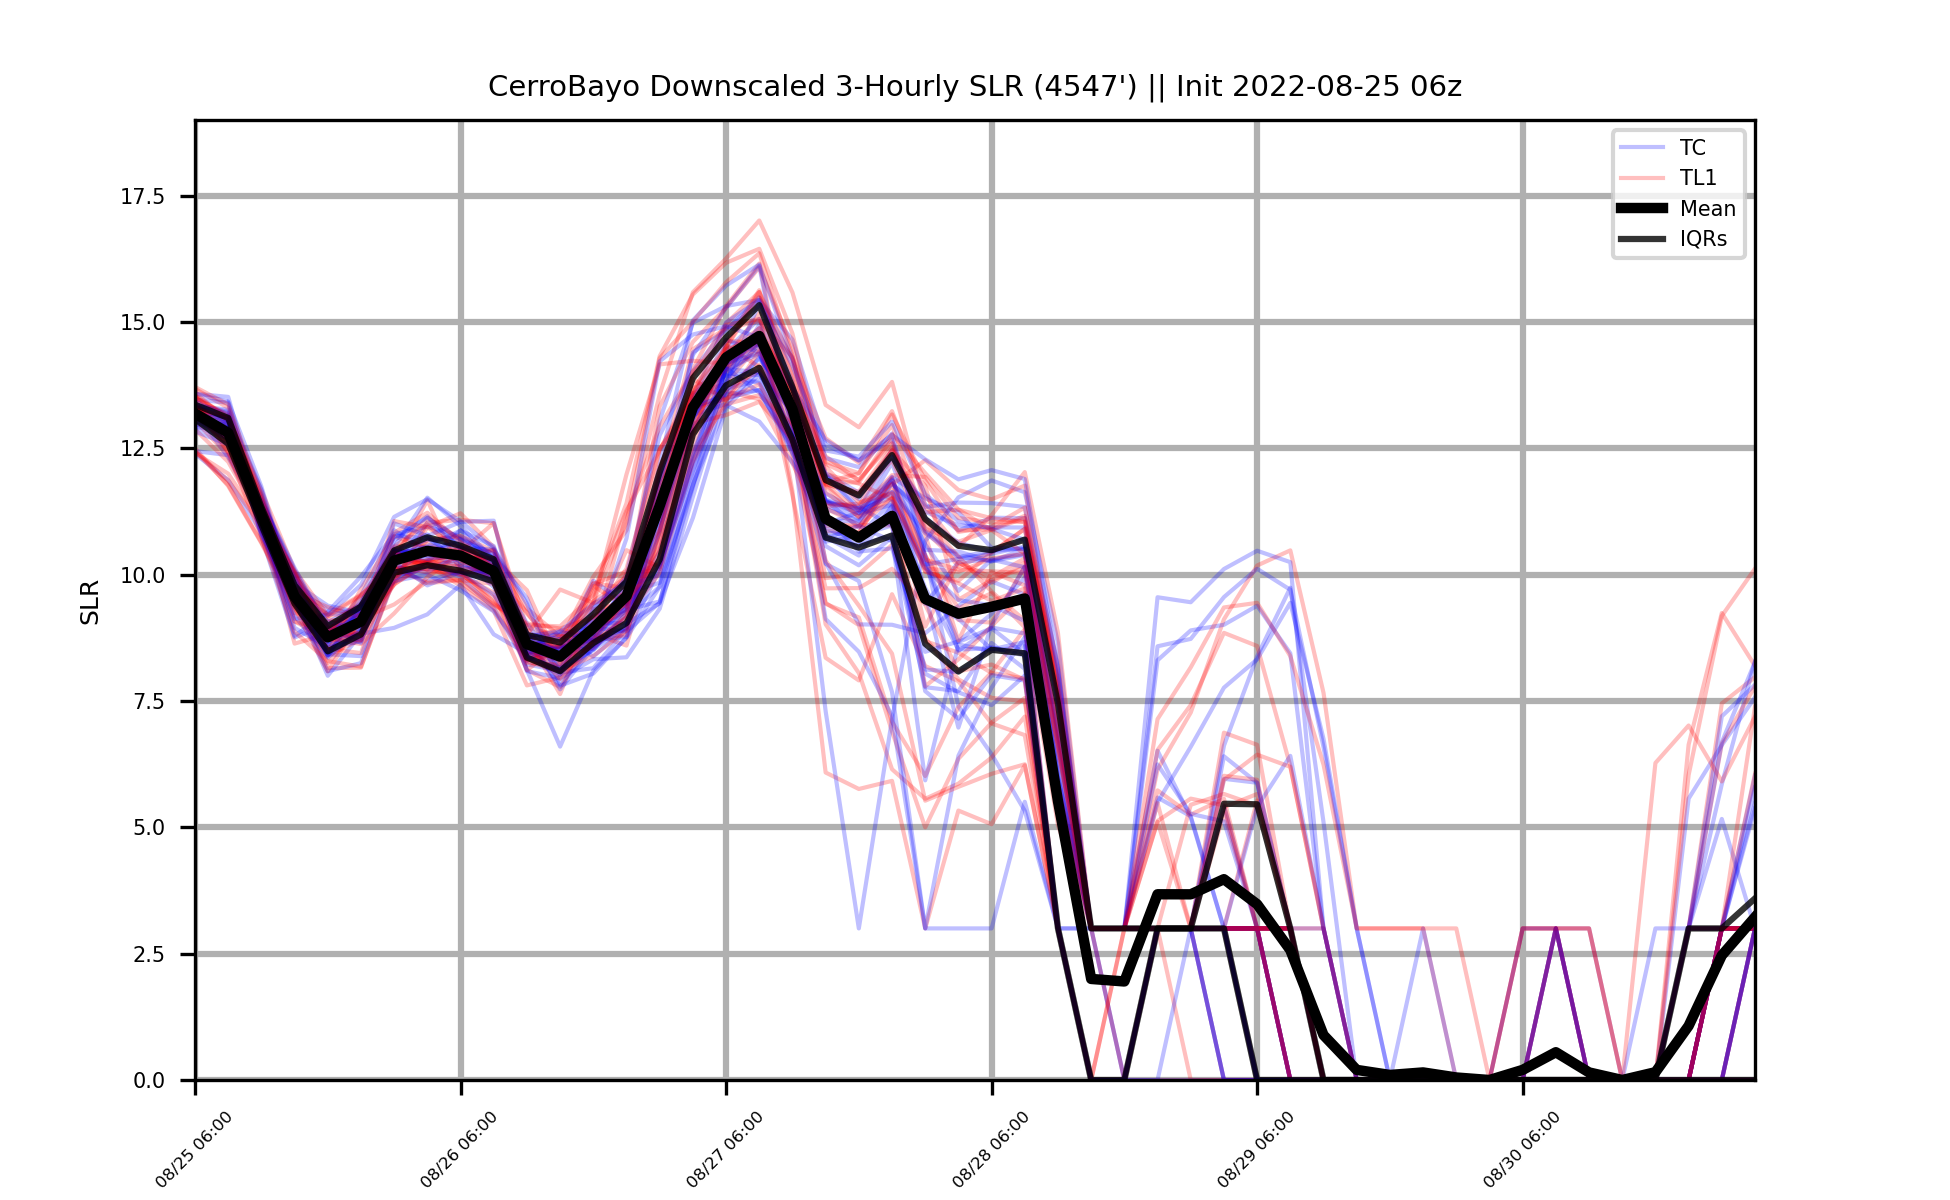 CerroBayo Downscaled 3-Hourly SLR (4547') || Init 2022-08-25 06z
TC
TL1
Mean
IQRs
SLR
17.5
15.0
12.5
10.0
7.5
5.0
2.5
0.0
08/25 06:00
08/26 06:00
08/27 06:00
08/28 06:00
08/29 06:00
08/30 06:00